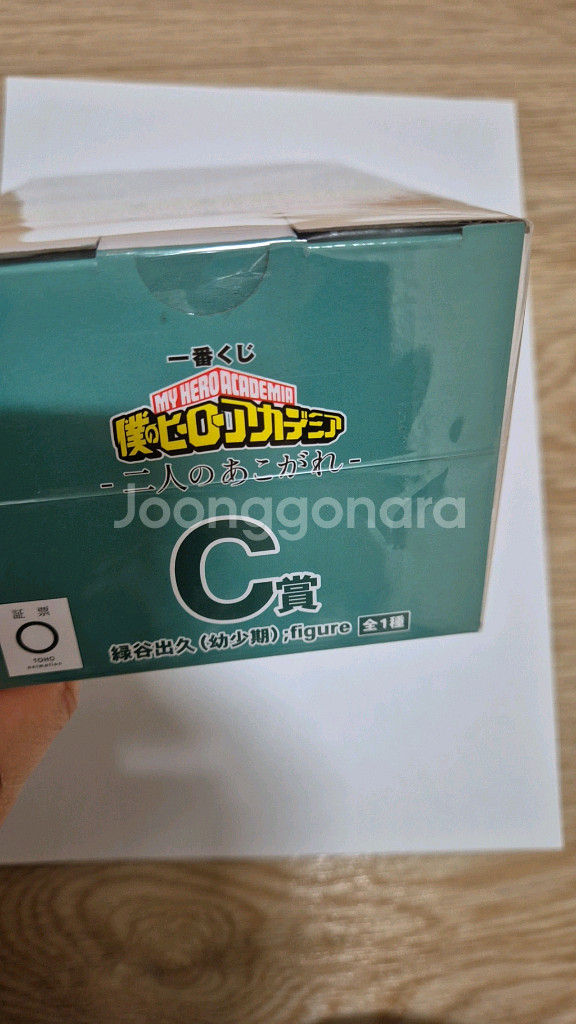 一番くじ
MY HERO ACADEMIA
僕のヒーローアカデミア
-二人のあこがれ-
Joonggonara
C賞
証票
TOHO
animation
緑谷出久(幼少期);figure 全1種